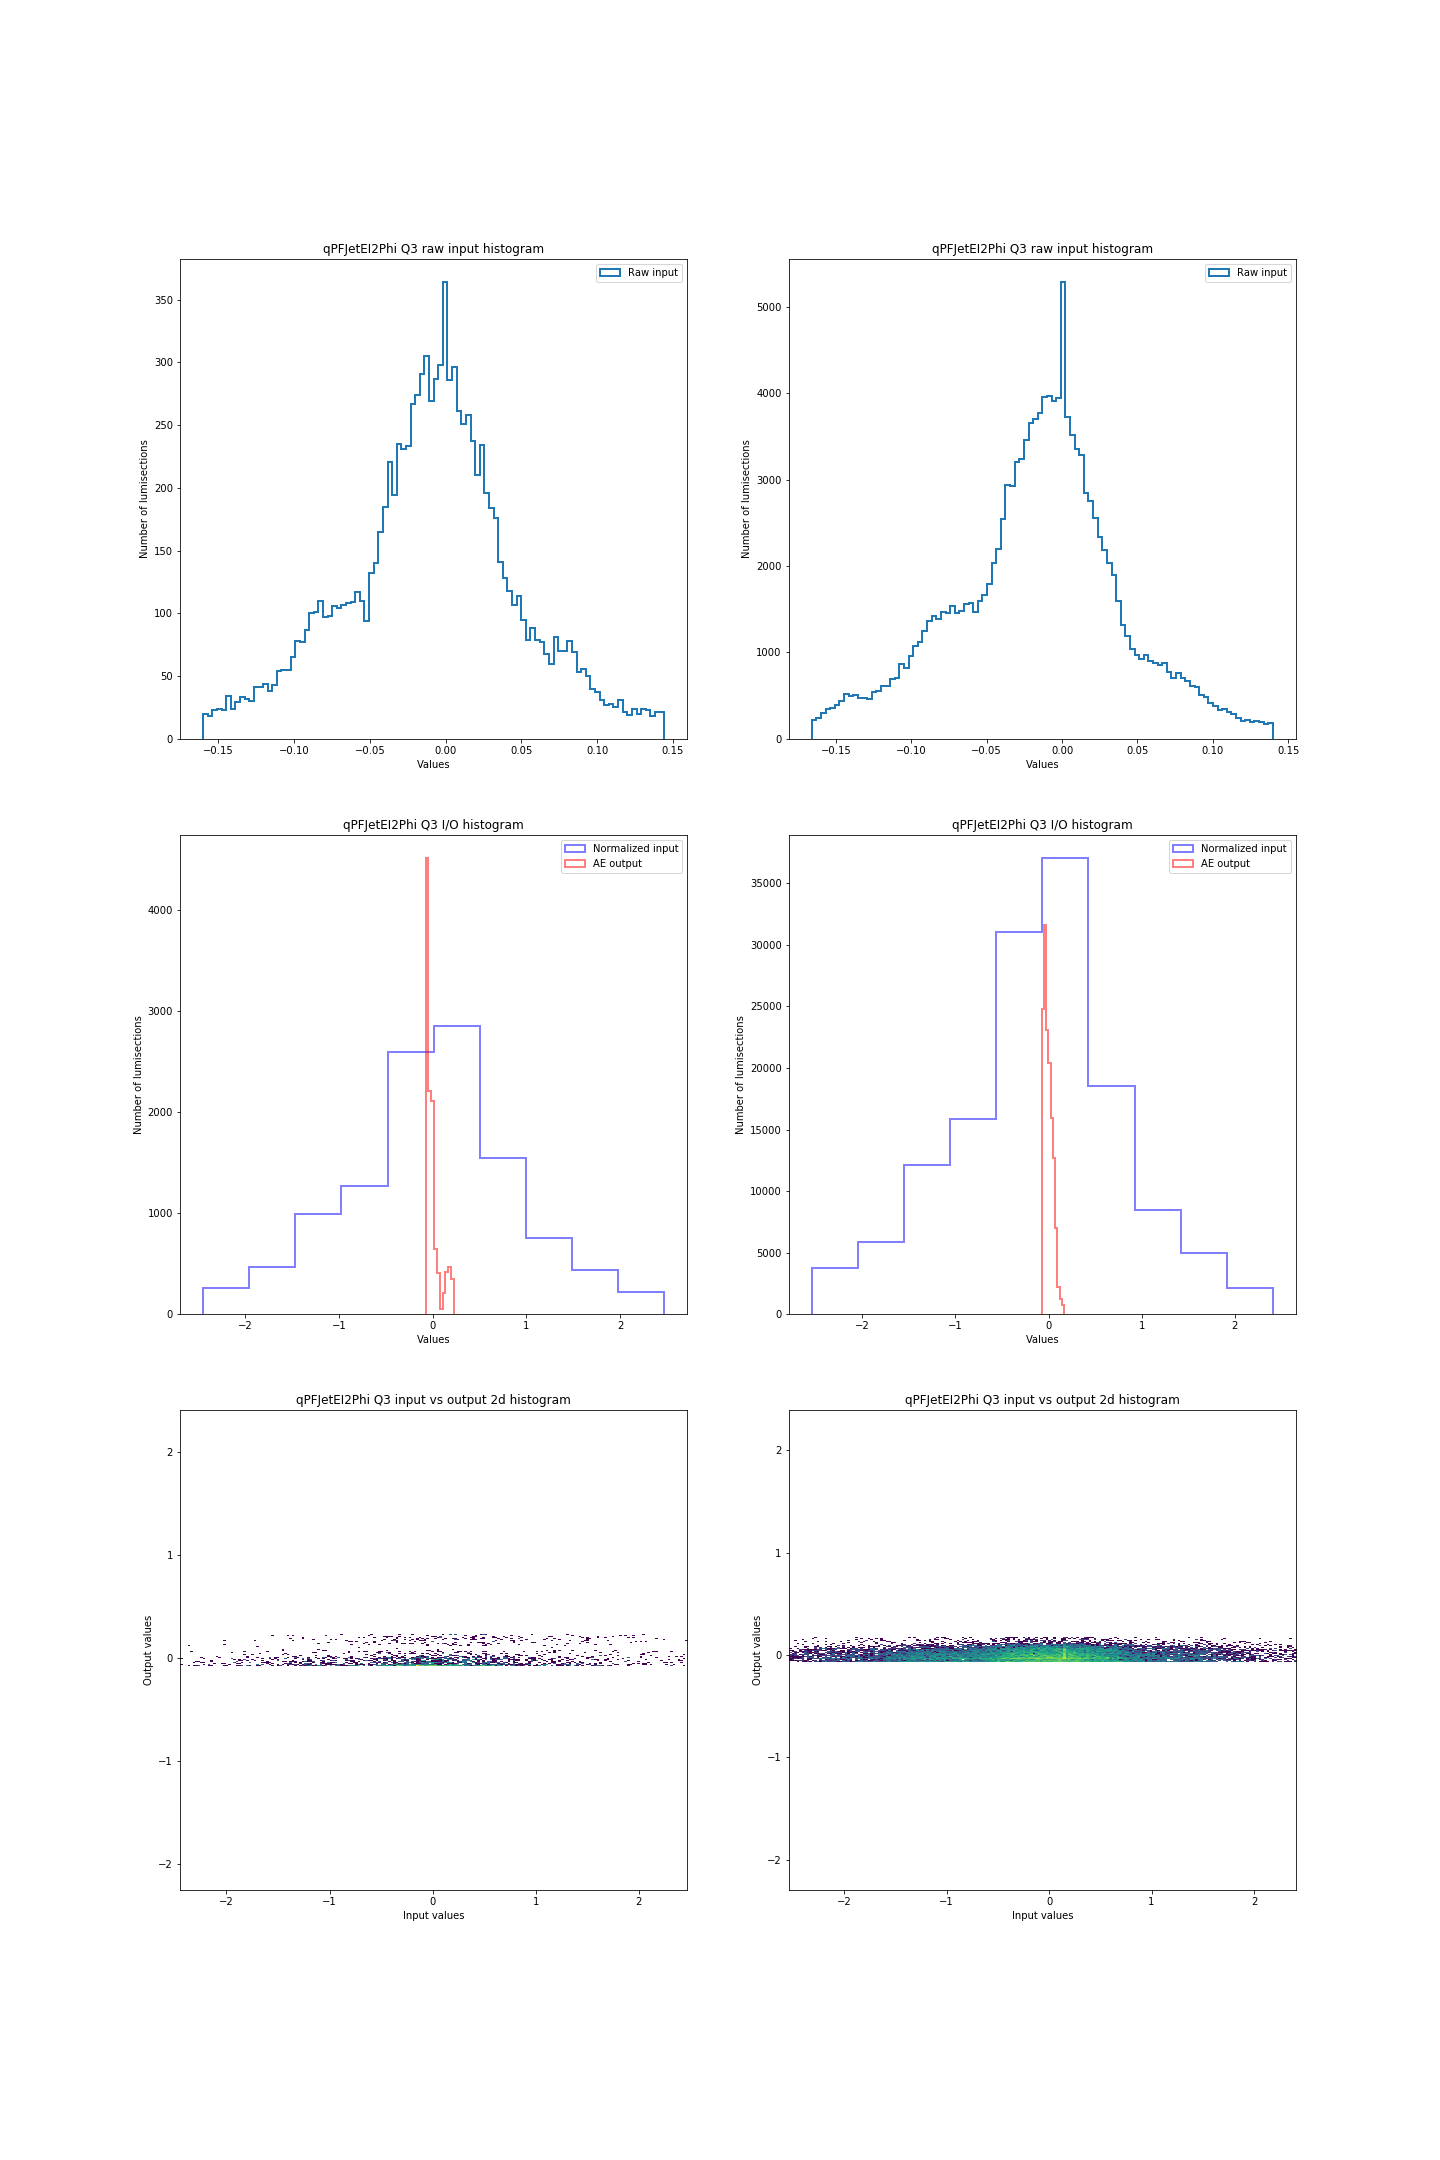 qPFJetEI2Phi Q3 raw input histogram
Raw input
350
300
250
200
150
100
50
0
Number of lumisections
−0.15 −0.10 −0.05 0.00 0.05 0.10 0.15
Values
qPFJetEI2Phi Q3 raw input histogram
Raw input
5000
4000
3000
2000
1000
0
Number of lumisections
−0.15 −0.10 −0.05 0.00 0.05 0.10 0.15
Values
qPFJetEI2Phi Q3 I/O histogram
Normalized input
AE output
4000
3000
2000
1000
0
Number of lumisections
−2 −1 0 1 2
Values
qPFJetEI2Phi Q3 I/O histogram
Normalized input
AE output
35000
30000
25000
20000
15000
10000
5000
0
Number of lumisections
−2 −1 0 1 2
Values
qPFJetEI2Phi Q3 input vs output 2d histogram
2
1
0
−1
−2
Output values
−2 −1 0 1 2
Input values
qPFJetEI2Phi Q3 input vs output 2d histogram
2
1
0
−1
−2
Output values
−2 −1 0 1 2
Input values